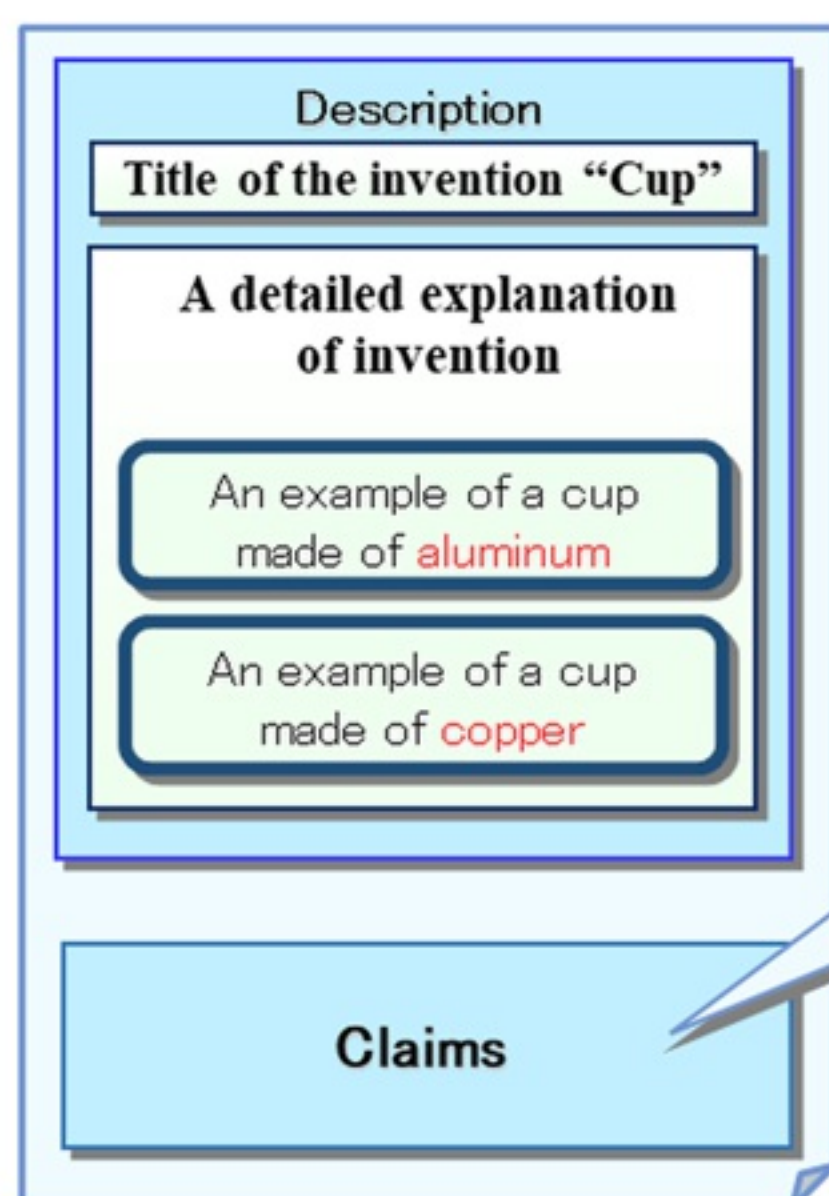 Description
Title of the invention “Cup”
A detailed explanation
of invention
An example of a cup
made of aluminum
An example of a cup
made of copper
Claims